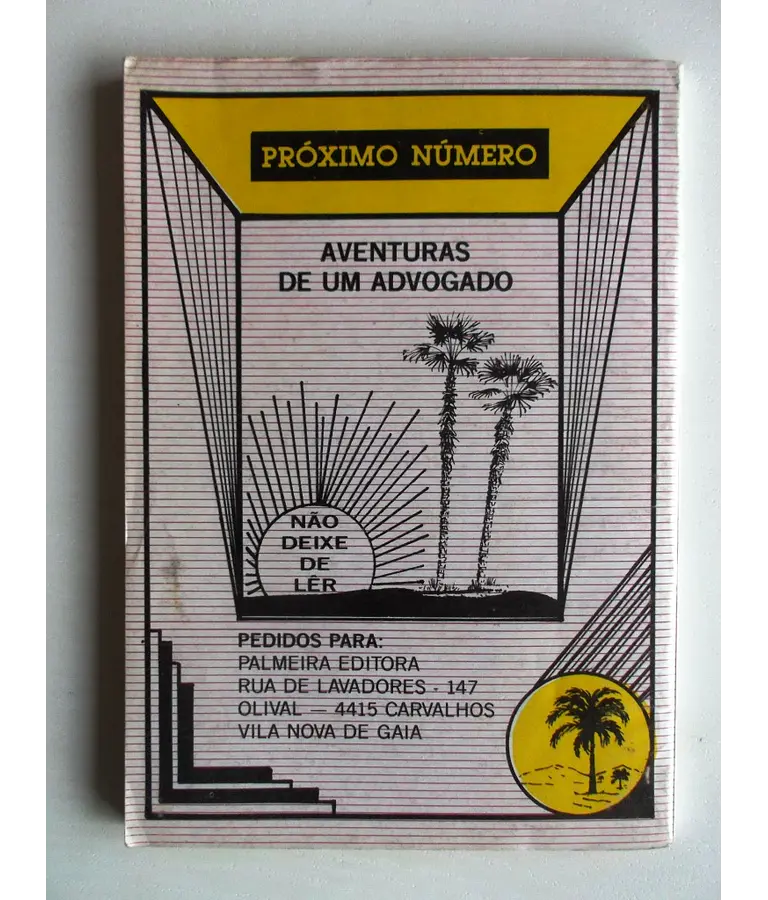 PRÓXIMO NÚMERO
AVENTURAS
DE UM ADVOGADO
NÃO
DEIXE
DE
LÊR
PEDIDOS PARA:
PALMEIRA EDITORA
RUA DE LAVADORES - 147
OLIVAL — 4415 CARVALHOS
VILA NOVA DE GAIA